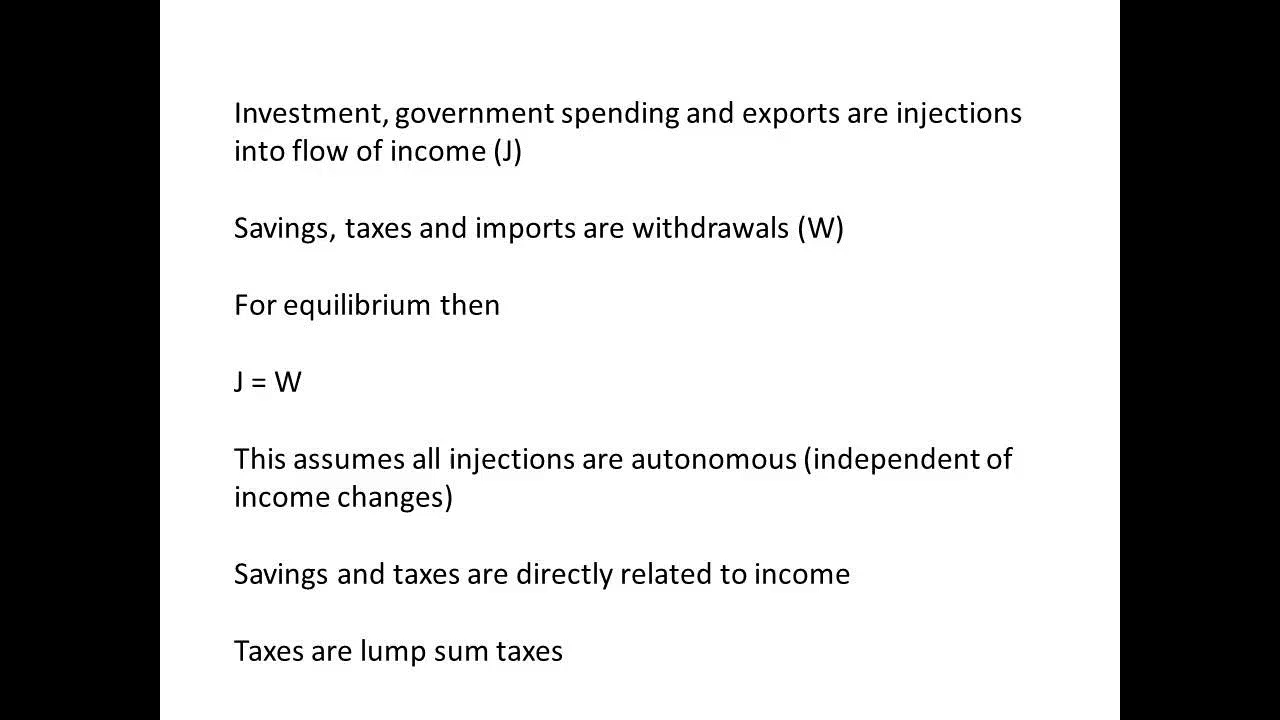 Investment, government spending and exports are injections
into flow of income (J)
Savings, taxes and imports are withdrawals (W)
For equilibrium then
J = W
This assumes all injections are autonomous (independent of
income changes)
Savings and taxes are directly related to income
Taxes are lump sum taxes